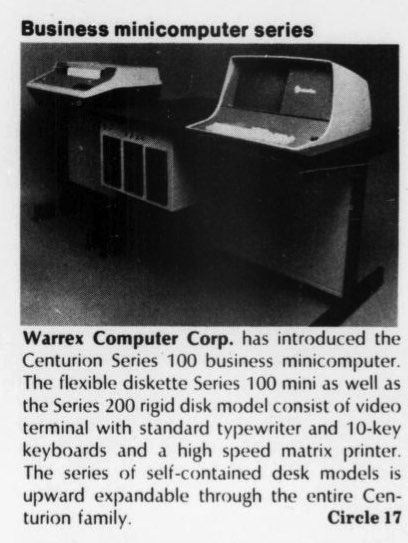 Business minicomputer series
Warrex Computer Corp. has introduced the
Centurion Series 100 business minicomputer.
The flexible diskette Series 100 mini as well as
the Series 200 rigid disk model consist of video
terminal with standard typewriter and 10-key
keyboards and a high speed matrix printer.
The series of self-contained desk models is
upward expandable through the entire Cen-
turion family. Circle 17